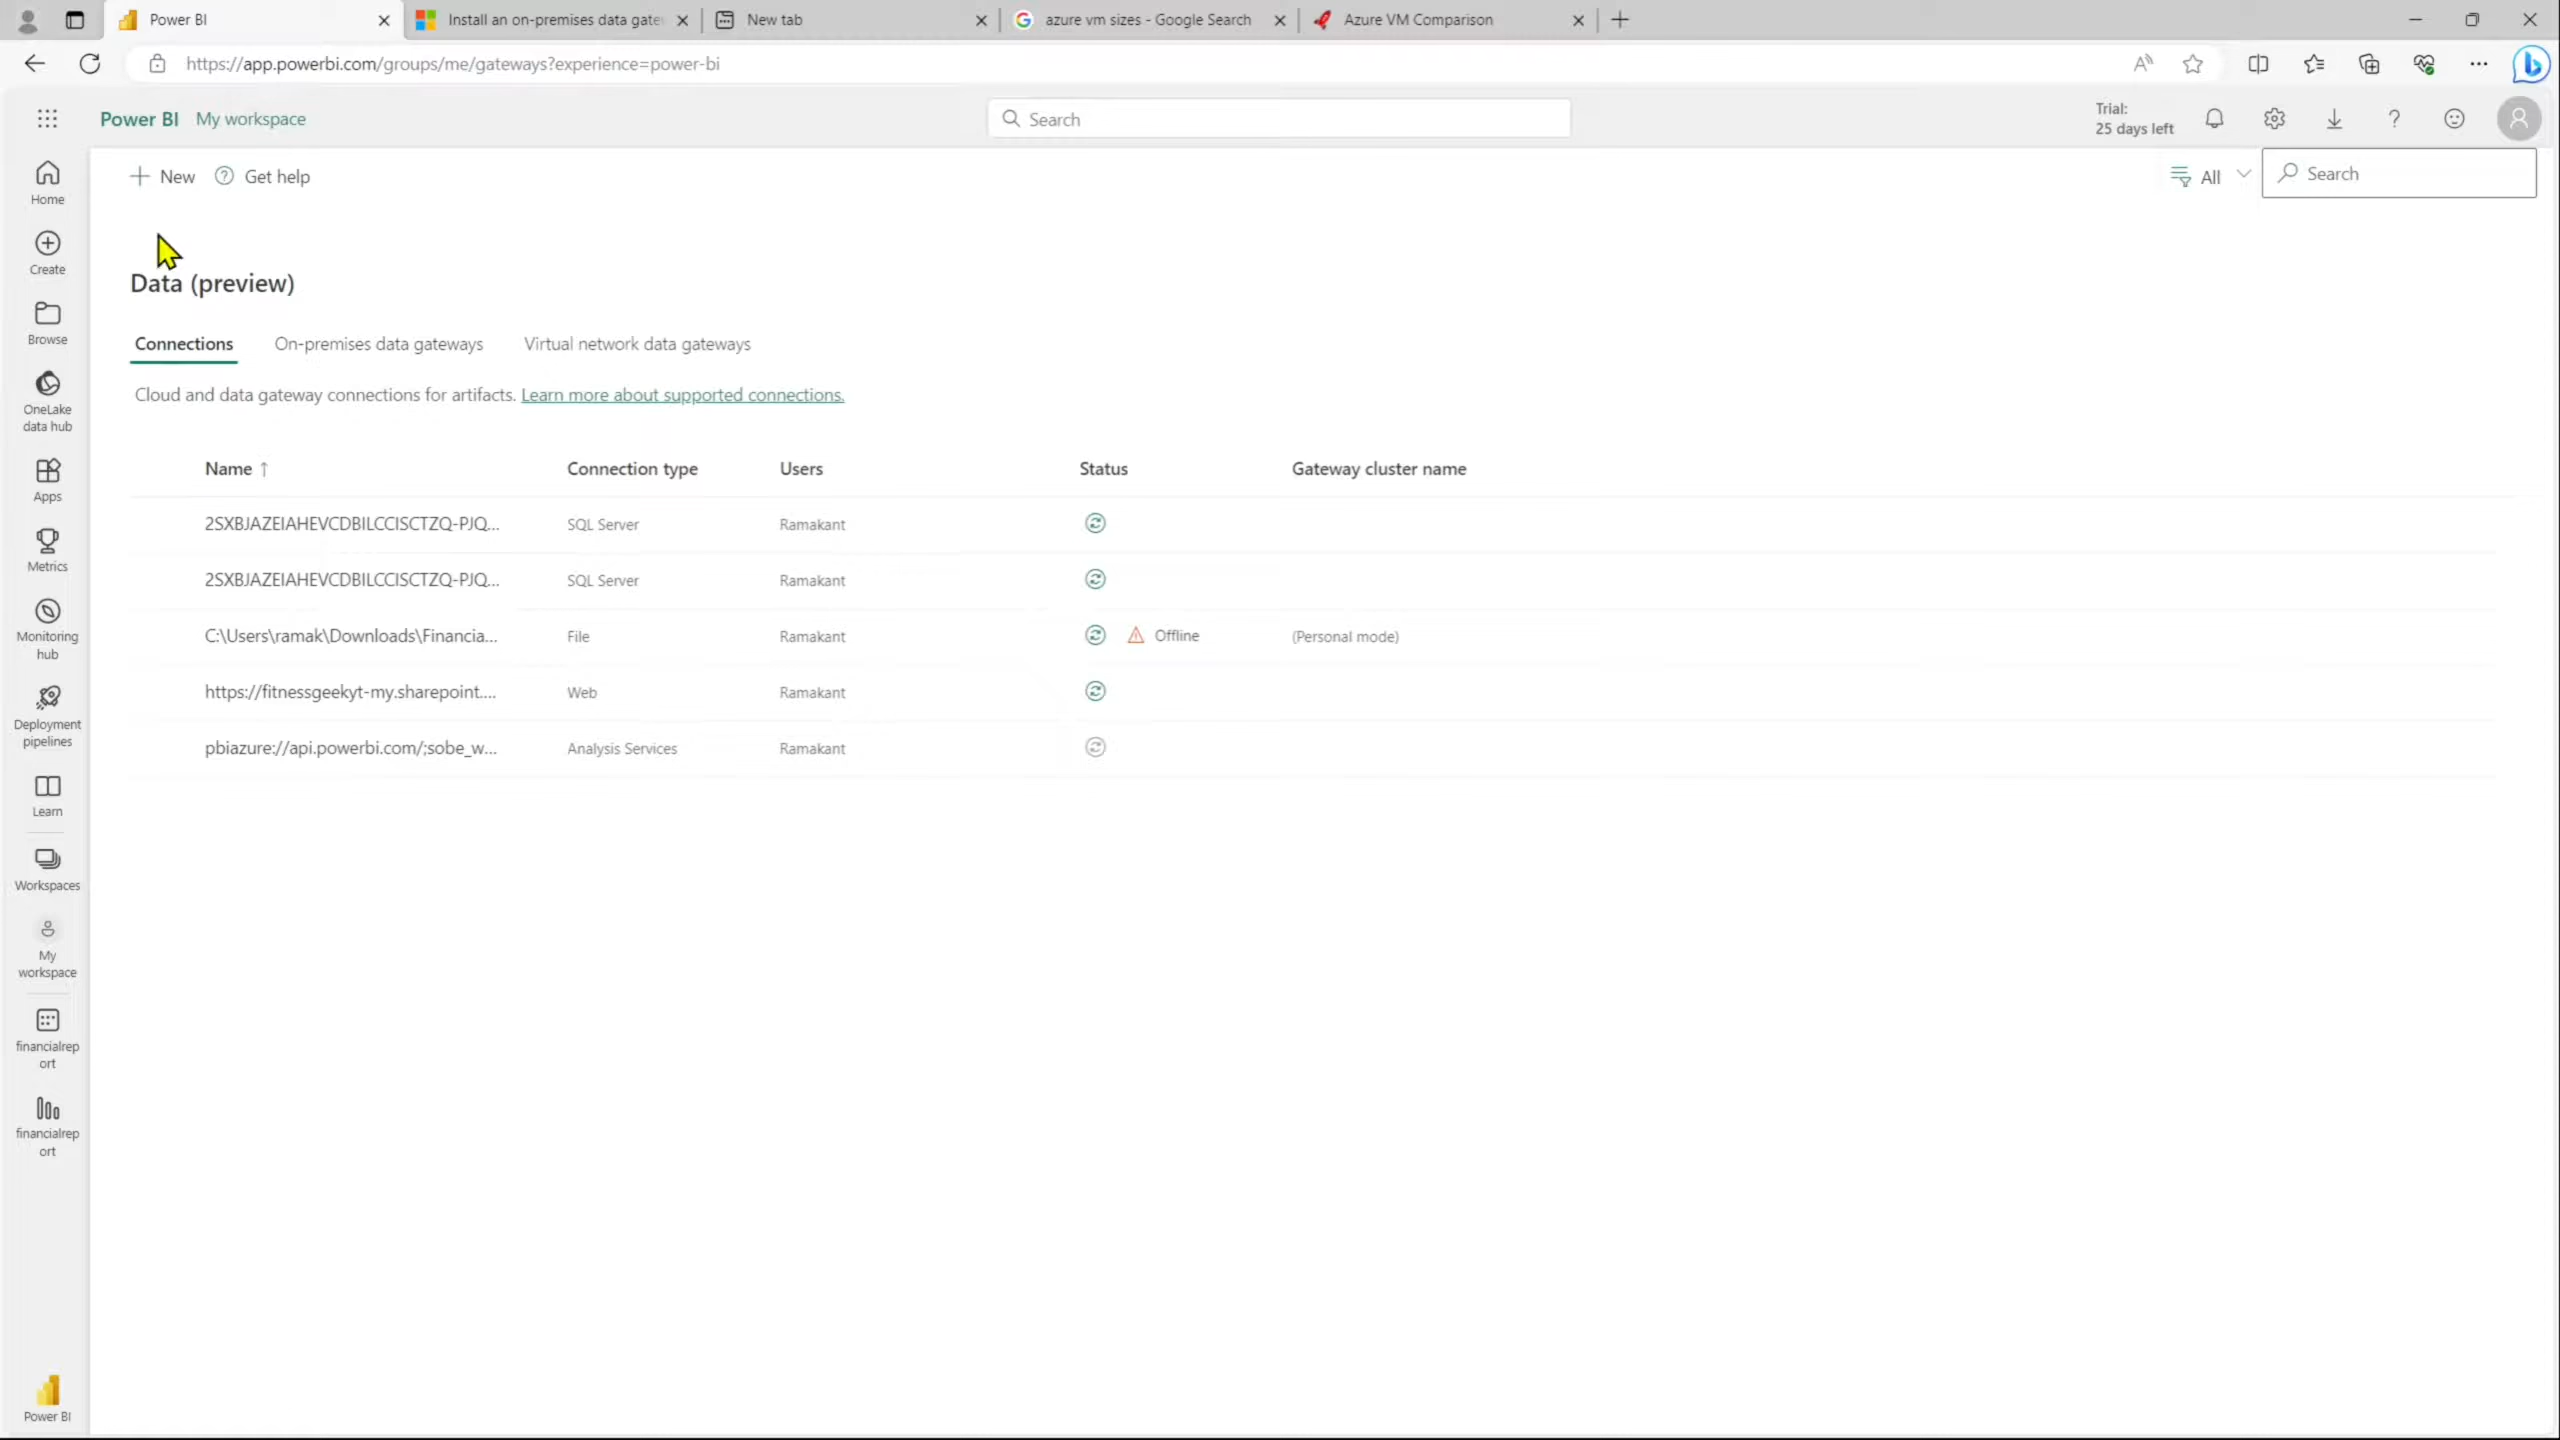 Power BI
Install an on-premises data gate
New tab
azure vm sizes - Google Search
Azure VM Comparison
https://app.powerbi.com/groups/me/gateways?experience=power-bi
Power BI
My workspace
Search
Trial:
25 days left
Home
Create
Browse
OneLake
data hub
Apps
Metrics
Monitoring
hub
Deployment
pipelines
Learn
Workspaces
My
workspace
financialrep
ort
financialrep
ort
Power BI
New
Get help
All
Search
Data (preview)
Connections
On-premises data gateways
Virtual network data gateways
Cloud and data gateway connections for artifacts. Learn more about supported connections.
Name ↑ Connection type Users Status Gateway cluster name
2SXBJAZEIAHEVCDBILCCISCTZQ-PJQ... SQL Server Ramakant
2SXBJAZEIAHEVCDBILCCISCTZQ-PJQ... SQL Server Ramakant
C:\Users\ramak\Downloads\Financia... File Ramakant Offline (Personal mode)
https://fitnessgeekyt-my.sharepoint.... Web Ramakant
pbiazure://api.powerbi.com/;sobe_w... Analysis Services Ramakant